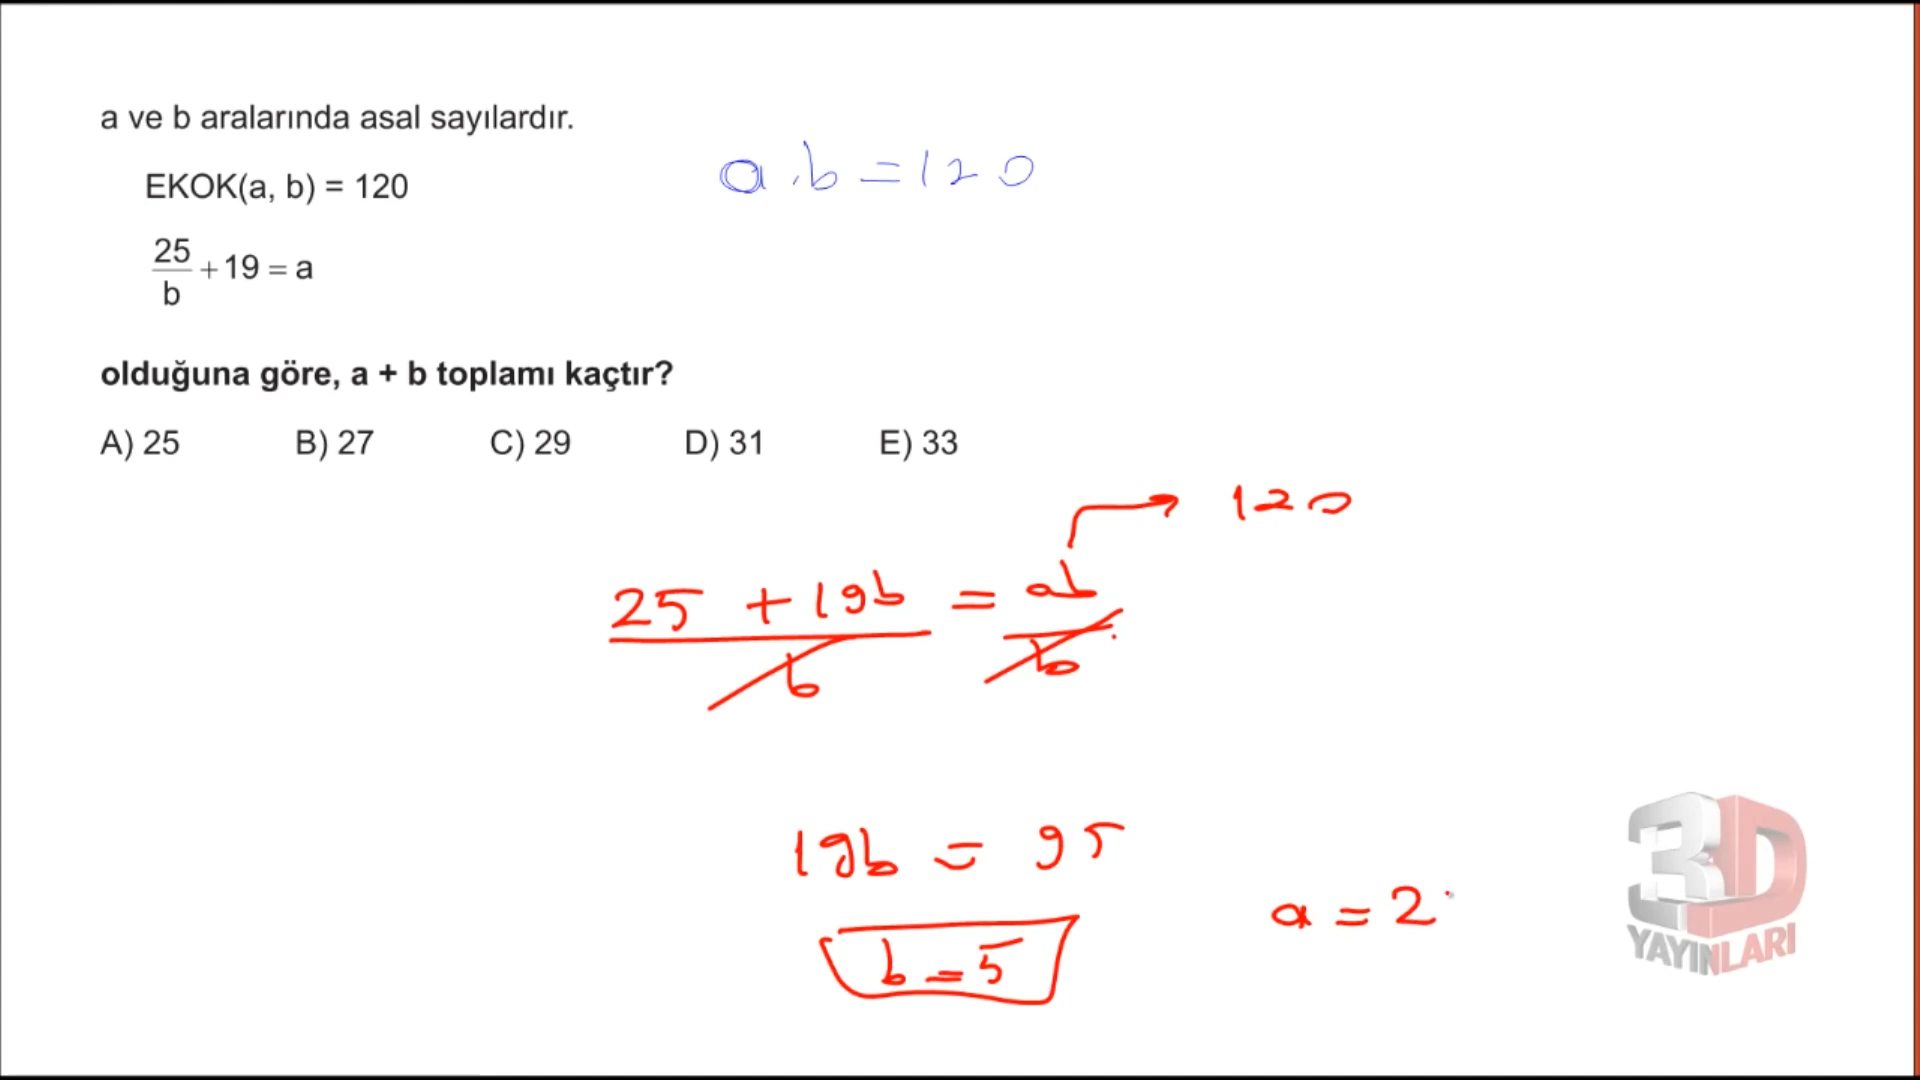 a ve b aralarında asal sayılardır.
a . b = 120
EKOK(a, b) = 120
25/b + 19 = a
olduğuna göre, a + b toplamı kaçtır?
A) 25 B) 27 C) 29 D) 31 E) 33
120
25 + 19b = ab
b b
19b = 95
a = 2
b = 5
3D
YAYINLARI